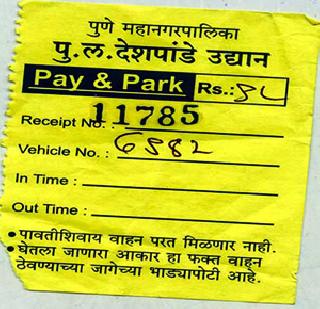 पुणे महानगरपालिका
पु.ल.देशपांडे उद्यान
Pay & Park Rs.:
Receipt No. : 11785
Vehicle No. : 6982
In Time :
Out Time :
• पावतीशिवाय वाहन परत मिळणार नाही.
• घेतला जाणारा आकार हा फक्त वाहन
ठेवण्याच्या जागेच्या भाड्यापोटी आहे.